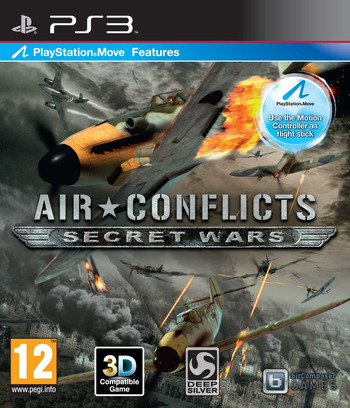 PS3
PlayStation®Move Features
PlayStation®Move
Use the Motion
Controller as
flight stick
AIR★CONFLICTS
SECRET WARS
12
www.pegi.info
3D
Compatible
Game
DEEP
SILVER
b
bitComposer
GAMES